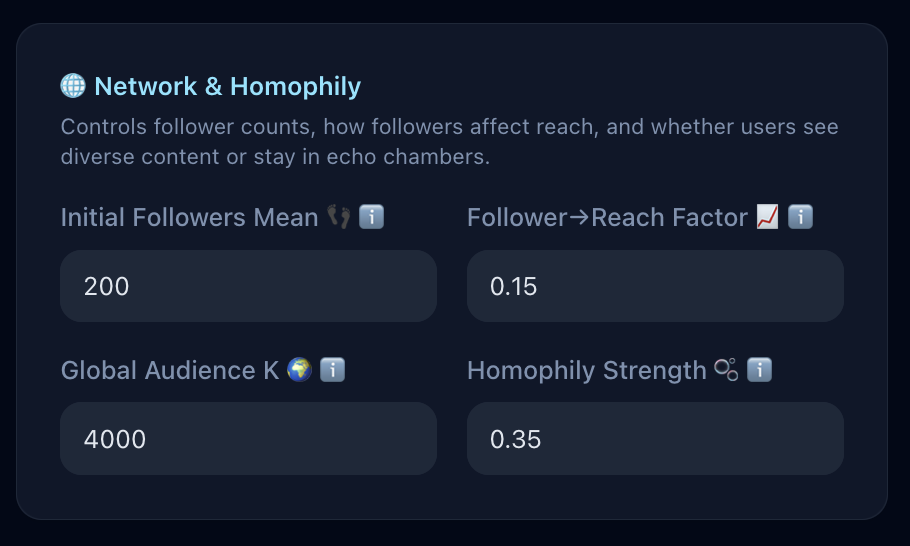 🌐 Network & Homophily
Controls follower counts, how followers affect reach, and whether users see
diverse content or stay in echo chambers.
Initial Followers Mean 👣 ℹ️
Follower→Reach Factor 📈 ℹ️
200
0.15
Global Audience K 🌍 ℹ️
Homophily Strength 🫧 ℹ️
4000
0.35